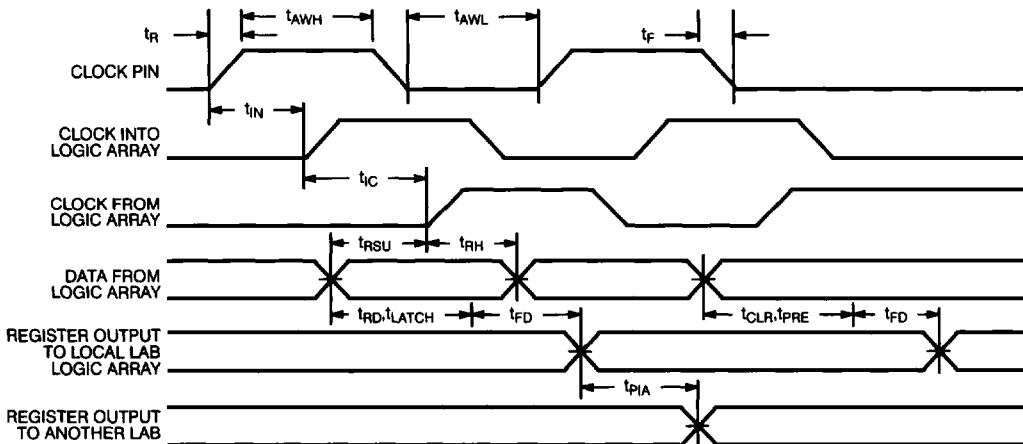 tAWH
tAWL
tR
tF
CLOCK PIN
tIN
CLOCK INTO
LOGIC ARRAY
tIC
CLOCK FROM
LOGIC ARRAY
tRSU
tRH
DATA FROM
LOGIC ARRAY
tRD,tLATCH
tFD
tCLR,tPRE
tFD
REGISTER OUTPUT
TO LOCAL LAB
LOGIC ARRAY
tPIA
REGISTER OUTPUT
TO ANOTHER LAB